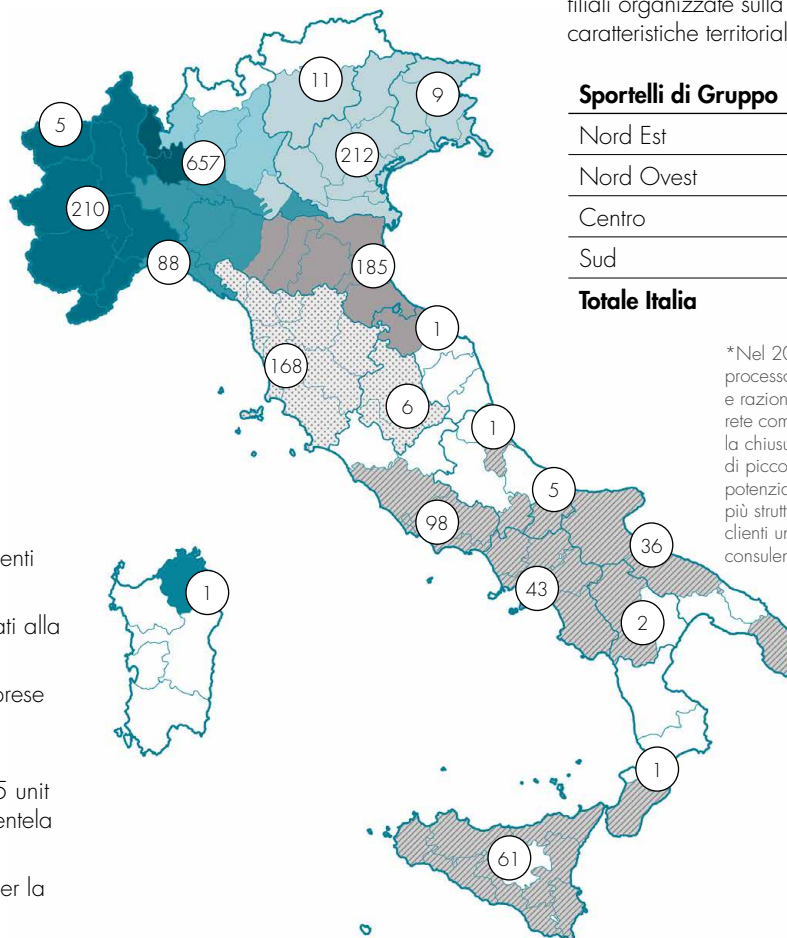 filiali organizzate sulla
caratteristiche territorial
Sportelli di Gruppo
Nord Est
Nord Ovest
Centro
Sud
Totale Italia
*Nel 20
processo
e razion
rete com
la chiusu
di piccol
potenzia
più strutt
clienti un
consulen
11
9
5
657
212
210
88
185
1
168
6
1
5
98
36
43
2
1
1
61
enti
ati alla
prese
5 unit
entela
er la